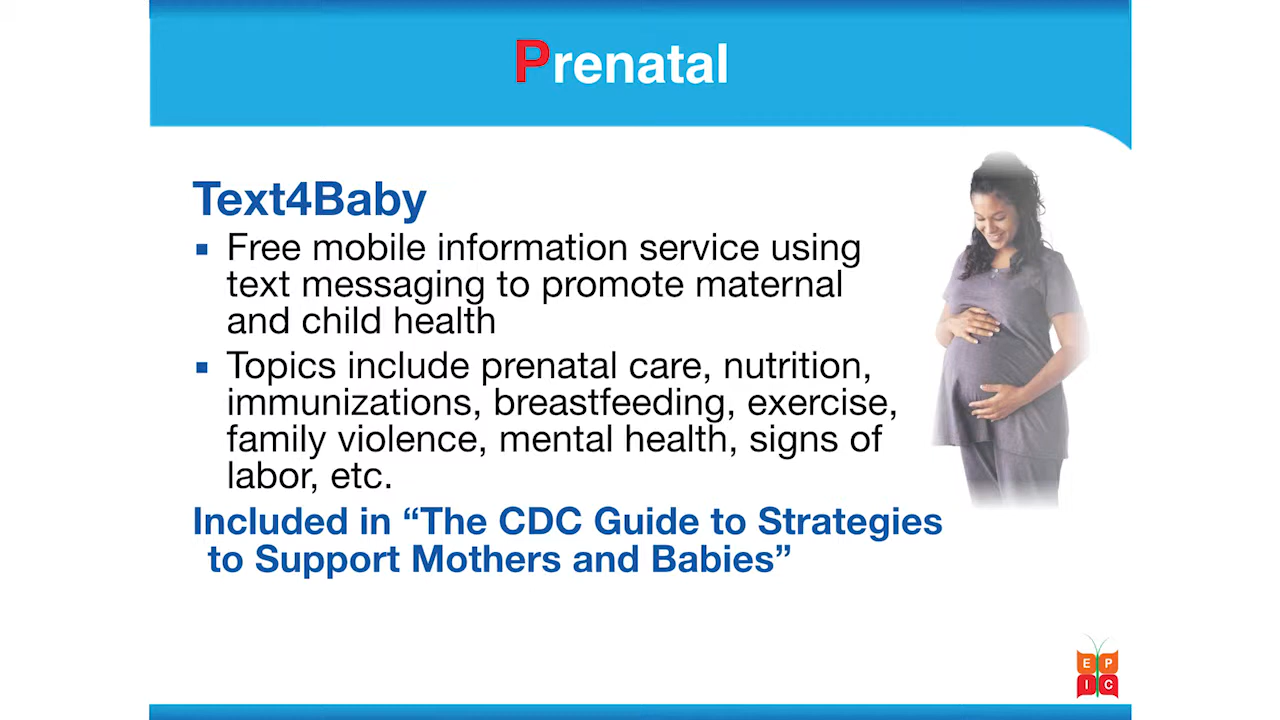 Prenatal
Text4Baby
▪ Free mobile information service using
text messaging to promote maternal
and child health
▪ Topics include prenatal care, nutrition,
immunizations, breastfeeding, exercise,
family violence, mental health, signs of
labor, etc.
Included in “The CDC Guide to Strategies
to Support Mothers and Babies”
E P
I C